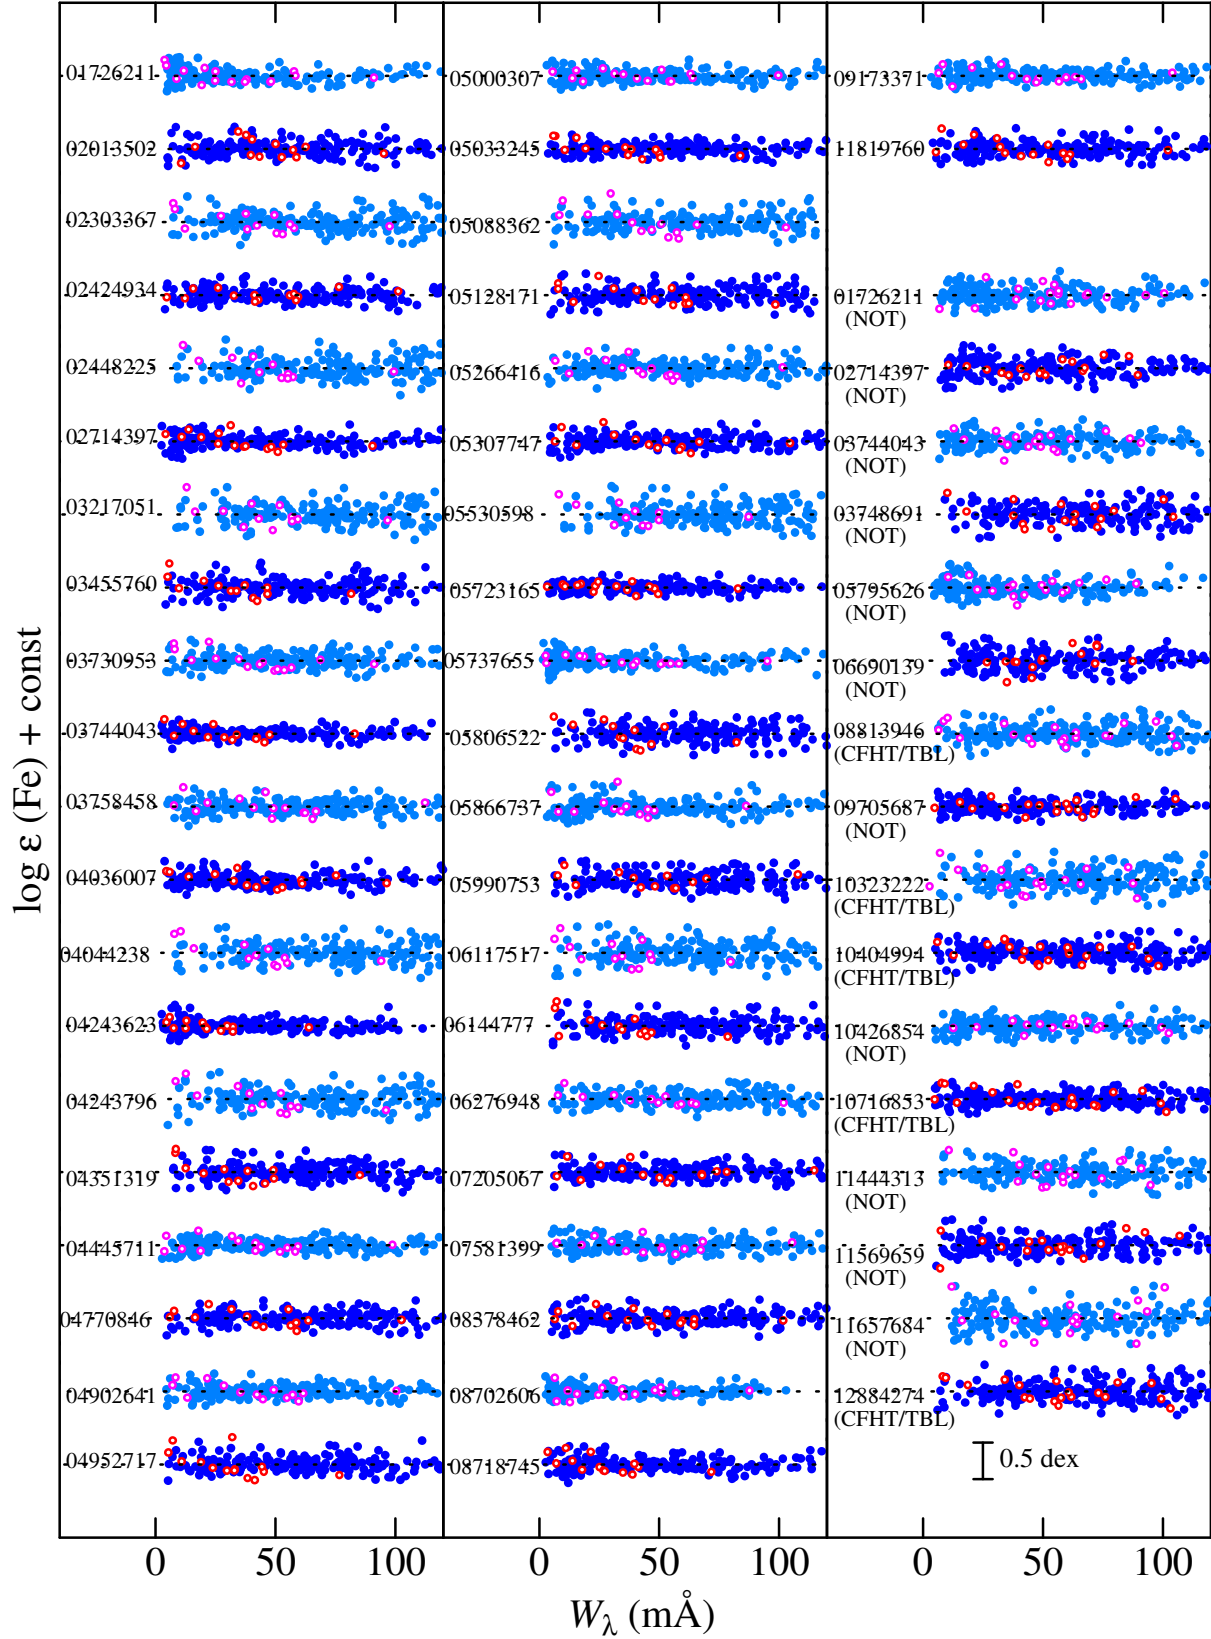 log ε (Fe) + const
01726211
02013502
02303367
02424934
02448225
02714397
03217051
03455760
03730953
03744043
03758458
04036007
04044238
04243623
04243796
04351319
04445711
04770846
04902641
04952717
05000307
05033245
05088362
05128171
05266416
05307747
05530598
05723165
05737655
05806522
05866737
05990753
06117517
06144777
06276948
07205067
07581399
08378462
08702606
08718745
09173371
11819760
01726211
(NOT)
02714397
(NOT)
03744043
(NOT)
03748691
(NOT)
05795626
(NOT)
06690139
(NOT)
08813946
(CFHT/TBL)
09705687
(NOT)
10323222
(CFHT/TBL)
10404994
(CFHT/TBL)
10426854
(NOT)
10716853
(CFHT/TBL)
11444313
(NOT)
11569659
(NOT)
11657684
(NOT)
12884274
(CFHT/TBL)
0.5 dex
0 50 100 0 50 100 0 50 100
Wλ (mÅ)